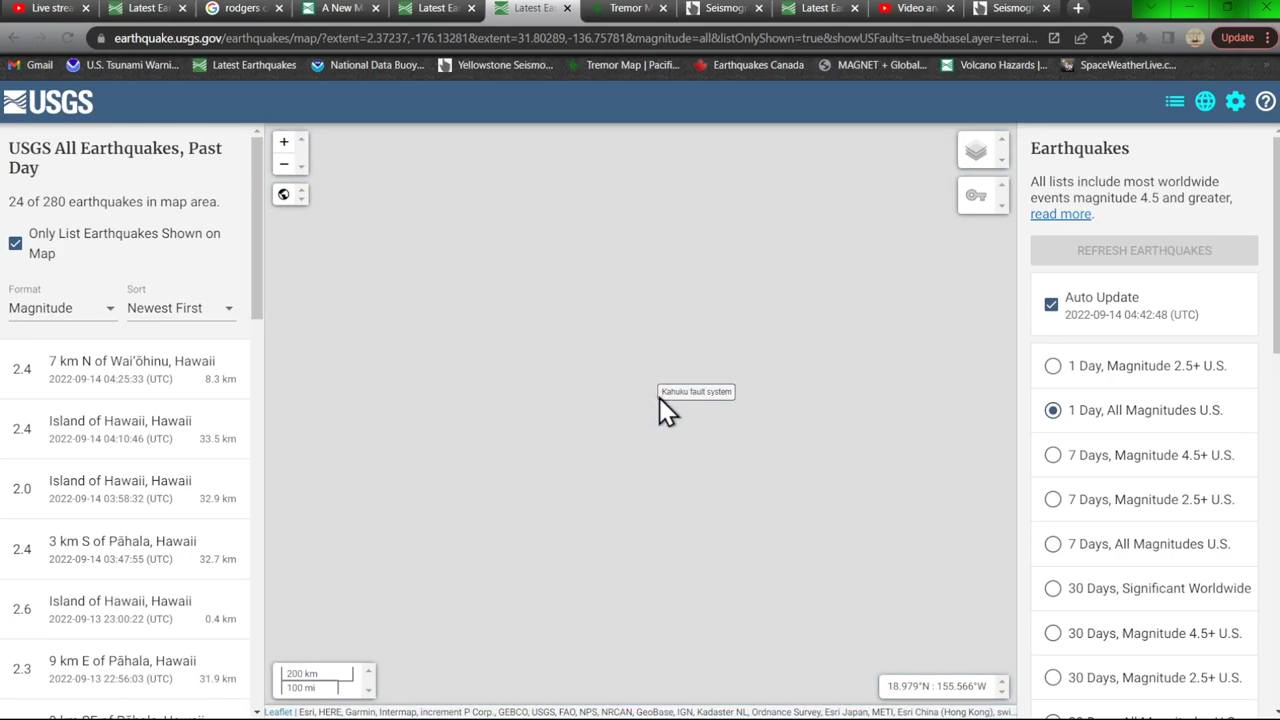 Live strea
Latest Ea
rodgers c
A New M
Latest Ea
Latest Ea
Tremor M
Seismog
Latest Ea
Video an
Seismog
earthquake.usgs.gov/earthquakes/map/?extent=2.37237,-176.13281&extent=31.80289,-136.75781&magnitude=all&listOnlyShown=true&showUSFaults=true&baseLayer=terrai...
Update
Gmail
U.S. Tsunami Warni...
Latest Earthquakes
National Data Buoy...
Yellowstone Seismo...
Tremor Map | Pacifi...
Earthquakes Canada
MAGNET + Global...
Volcano Hazards |...
SpaceWeatherLive.c...
USGS
USGS All Earthquakes, Past
Day
24 of 280 earthquakes in map area.
Only List Earthquakes Shown on
Map
Format
Sort
Magnitude
Newest First
2.4
7 km N of Wai‘ōhinu, Hawaii
2022-09-14 04:25:33 (UTC)
8.3 km
2.4
Island of Hawaii, Hawaii
2022-09-14 04:10:46 (UTC)
33.5 km
2.0
Island of Hawaii, Hawaii
2022-09-14 03:58:32 (UTC)
32.9 km
2.4
3 km S of Pāhala, Hawaii
2022-09-14 03:47:55 (UTC)
32.7 km
2.6
Island of Hawaii, Hawaii
2022-09-13 23:00:22 (UTC)
0.4 km
2.3
9 km E of Pāhala, Hawaii
2022-09-13 22:56:03 (UTC)
31.9 km
+
−
Kahuku fault system
200 km
100 mi
18.979°N : 155.566°W
Leaflet | Esri, HERE, Garmin, Intermap, increment P Corp., GEBCO, USGS, FAO, NPS, NRCAN, GeoBase, IGN, Kadaster NL, Ordnance Survey, Esri Japan, METI, Esri China (Hong Kong), swi...
Earthquakes
All lists include most worldwide
events magnitude 4.5 and greater,
read more.
REFRESH EARTHQUAKES
Auto Update
2022-09-14 04:42:48 (UTC)
1 Day, Magnitude 2.5+ U.S.
1 Day, All Magnitudes U.S.
7 Days, Magnitude 4.5+ U.S.
7 Days, Magnitude 2.5+ U.S.
7 Days, All Magnitudes U.S.
30 Days, Significant Worldwide
30 Days, Magnitude 4.5+ U.S.
30 Days, Magnitude 2.5+ U.S.